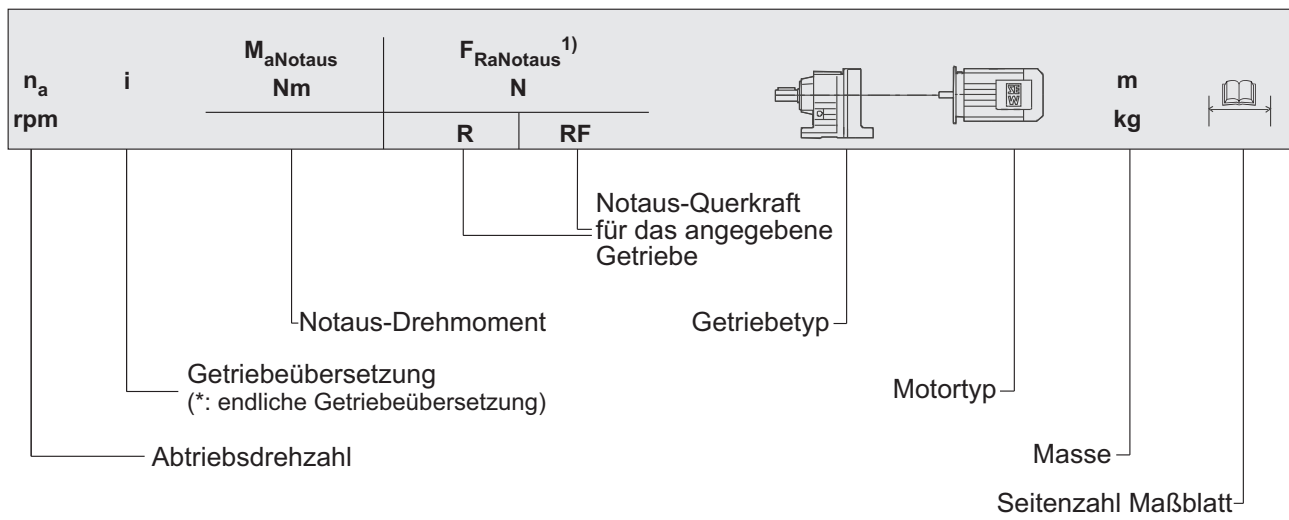 M_aNotaus
F_RaNotaus 1)
n_a
i
Nm
N
m
rpm
kg
R
RF
SEW
Notaus-Querkraft
für das angegebene
Getriebe
Notaus-Drehmoment
Getriebetyp
Getriebeübersetzung
(*: endliche Getriebeübersetzung)
Motortyp
Abtriebsdrehzahl
Masse
Seitenzahl Maßblatt